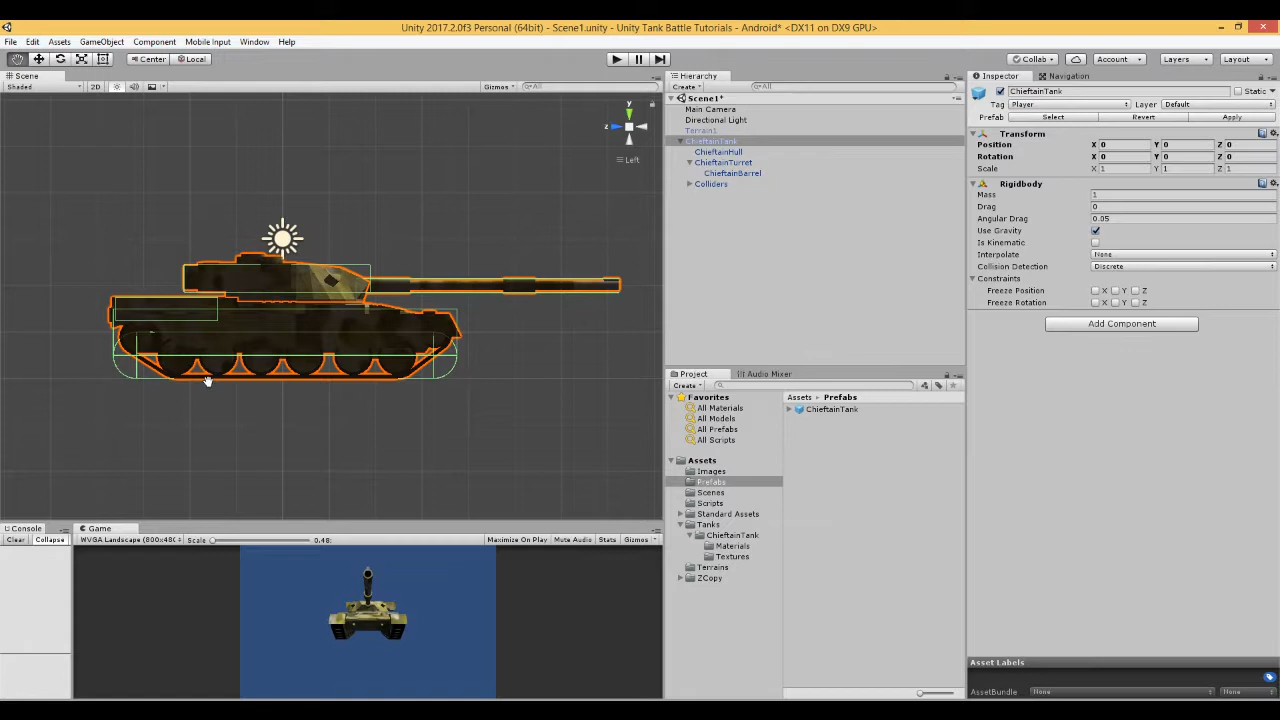 Unity 2017.2.0f3 Personal (64bit) - Scene1.unity - Unity Tank Battle Tutorials - Android* <DX11 on DX9 GPU>
File Edit Assets GameObject Component Mobile Input Window Help
Center Local Collab Account Layers Layout
Scene
Shaded 2D Gizmos All
y
z
Left
Hierarchy
Create All
Scene1*
Main Camera
Directional Light
Terrain1
ChieftainTank
ChieftainHull
ChieftainTurret
ChieftainBarrel
Colliders
Inspector Navigation
ChieftainTank Static
Tag Player Layer Default
Prefab Select Revert Apply
Transform
Position X 0 Y 0 Z 0
Rotation X 0 Y 0 Z 0
Scale X 1 Y 1 Z 1
Rigidbody
Mass 1
Drag 0
Angular Drag 0.05
Use Gravity
Is Kinematic
Interpolate None
Collision Detection Discrete
Constraints
Freeze Position X Y Z
Freeze Rotation X Y Z
Add Component
Project Audio Mixer
Create
Favorites
All Materials
All Models
All Prefabs
All Scripts
Assets
Images
Prefabs
Scenes
Scripts
Standard Assets
Tanks
ChieftainTank
Materials
Textures
Terrains
ZCopy
Assets Prefabs
ChieftainTank
Console Game
Clear Collapse WVGA Landscape (800x48 Scale 0.48: Maximize On Play Mute Audio Stats Gizmos
Asset Labels
AssetBundle None None